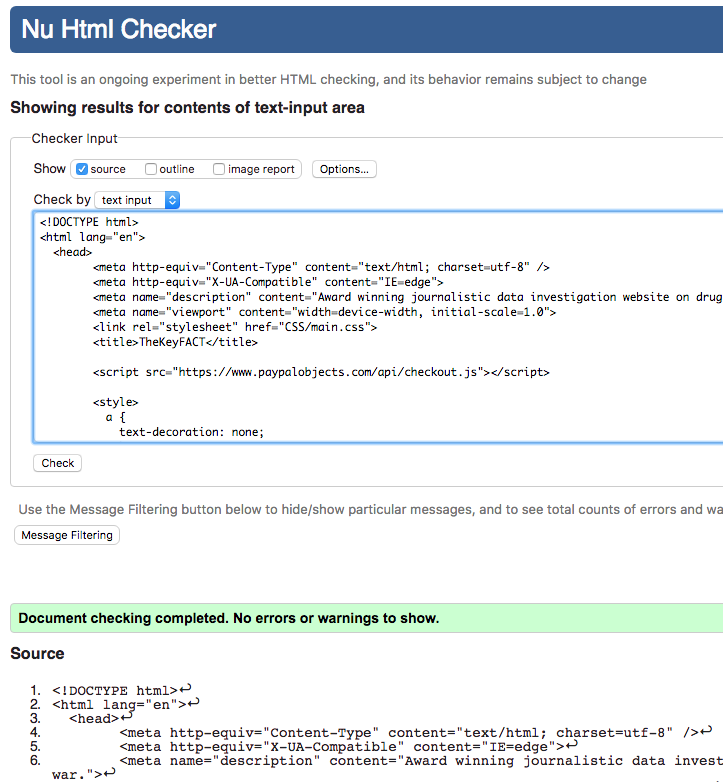 Nu Html Checker
This tool is an ongoing experiment in better HTML checking, and its behavior remains subject to change
Showing results for contents of text-input area
Checker Input
Show source outline image report Options...
Check by text input
<!DOCTYPE html>
<html lang="en">
<head>
<meta http-equiv="Content-Type" content="text/html; charset=utf-8" />
<meta http-equiv="X-UA-Compatible" content="IE=edge">
<meta name="description" content="Award winning journalistic data investigation website on drug
<meta name="viewport" content="width=device-width, initial-scale=1.0">
<link rel="stylesheet" href="CSS/main.css">
<title>TheKeyFACT</title>
<script src="https://www.paypalobjects.com/api/checkout.js"></script>
<style>
a {
text-decoration: none;
Check
Use the Message Filtering button below to hide/show particular messages, and to see total counts of errors and wa
Message Filtering
Document checking completed. No errors or warnings to show.
Source
1. <!DOCTYPE html>↩
2. <html lang="en">↩
3. <head>↩
4. <meta http-equiv="Content-Type" content="text/html; charset=utf-8" />↩
5. <meta http-equiv="X-UA-Compatible" content="IE=edge">↩
6. <meta name="description" content="Award winning journalistic data invest
war.">↩